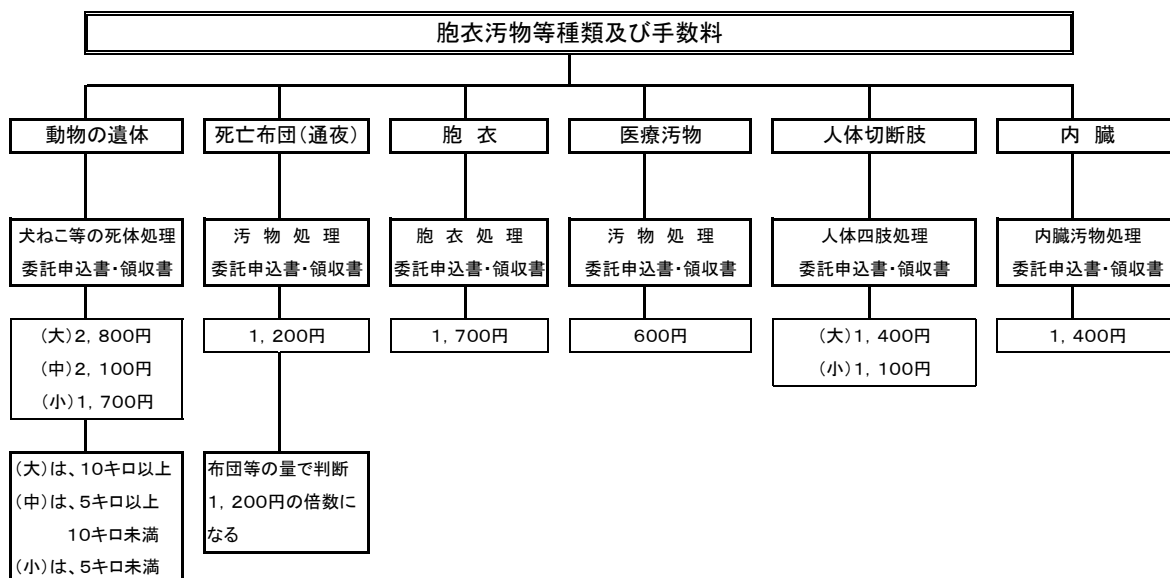 胞衣汚物等種類及び手数料
動物の遺体
死亡布団(通夜)
胞　衣
医療汚物
人体切断肢
内　臓
犬ねこ等の死体処理
委託申込書・領収書
汚　物　処　理
委託申込書・領収書
胞　衣　処　理
委託申込書・領収書
汚　物　処　理
委託申込書・領収書
人体四肢処理
委託申込書・領収書
内臓汚物処理
委託申込書・領収書
(大)2，800円
(中)2，100円
(小)1，700円
1，200円
1，700円
600円
(大)1，400円
(小)1，100円
1，400円
(大)は、10キロ以上
(中)は、5キロ以上
10キロ未満
(小)は、5キロ未満
布団等の量で判断
1，200円の倍数に
なる